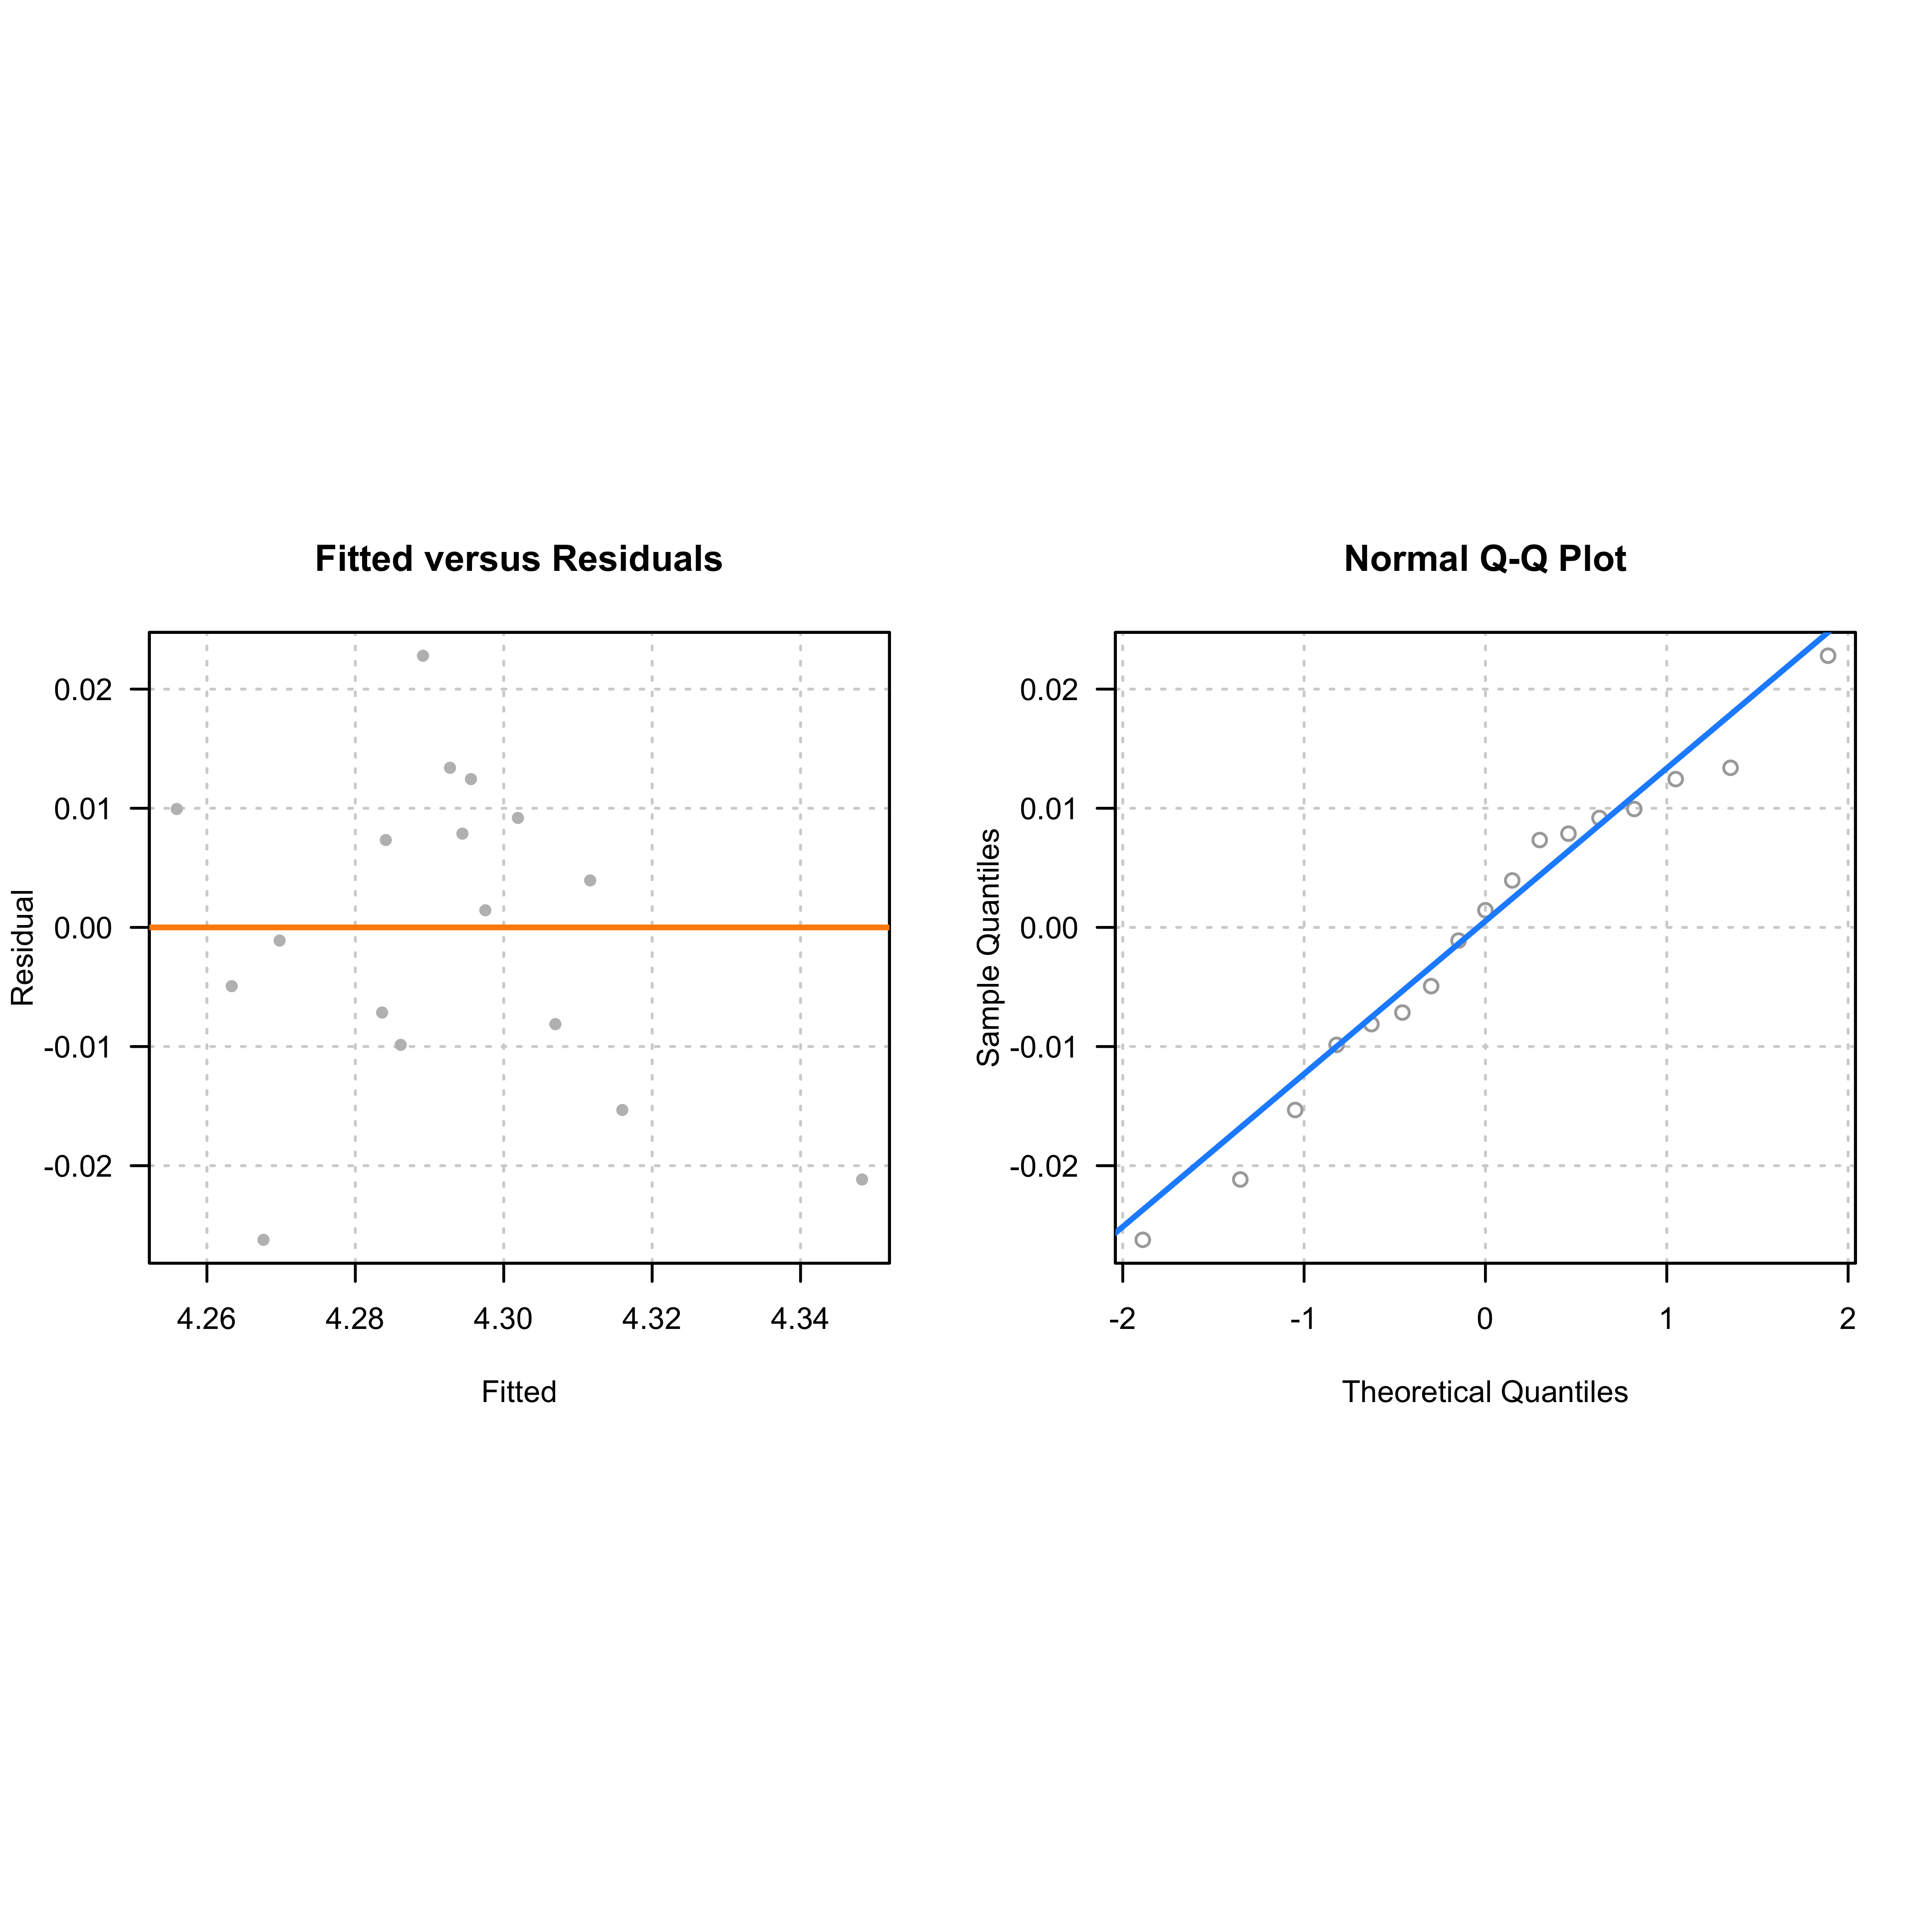 Fitted versus Residuals
Residual
0.02
0.01
0.00
-0.01
-0.02
4.26 4.28 4.30 4.32 4.34
Fitted
Normal Q-Q Plot
Sample Quantiles
0.02
0.01
0.00
-0.01
-0.02
-2 -1 0 1 2
Theoretical Quantiles